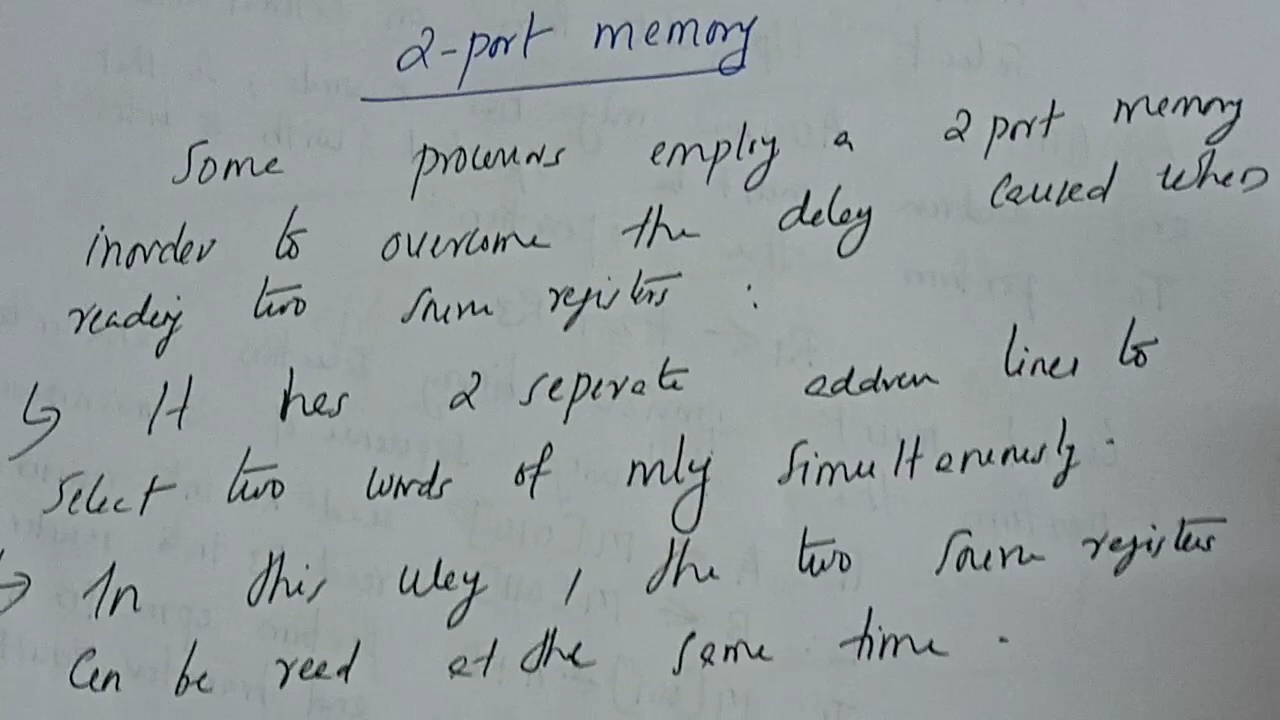 2-port memory
Some processors employ a 2 port memory
inorder to overcome the delay caused when
reading two source registers :
↳ It has 2 seperate address lines to
select two words of m/y simultaneously.
→ In this way, the two source registers
can be read at the same time.